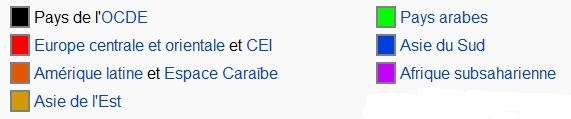 Pays de l'OCDE
Europe centrale et orientale et CEI
Amérique latine et Espace Caraïbe
Asie de l'Est
Pays arabes
Asie du Sud
Afrique subsaharienne